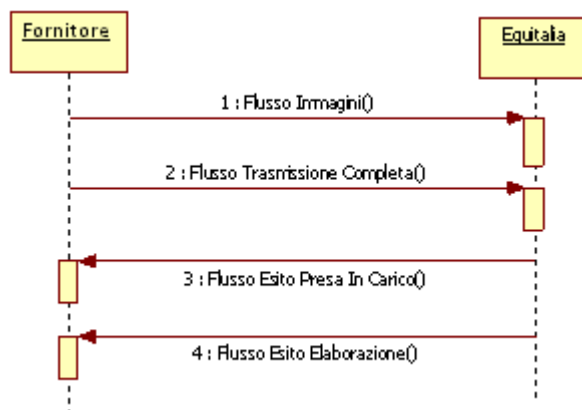 Fornitore
Equitalia
1 : Flusso Immagini()
2 : Flusso Trasmissione Completa()
3 : Flusso Esito Presa In Carico()
4 : Flusso Esito Elaborazione()